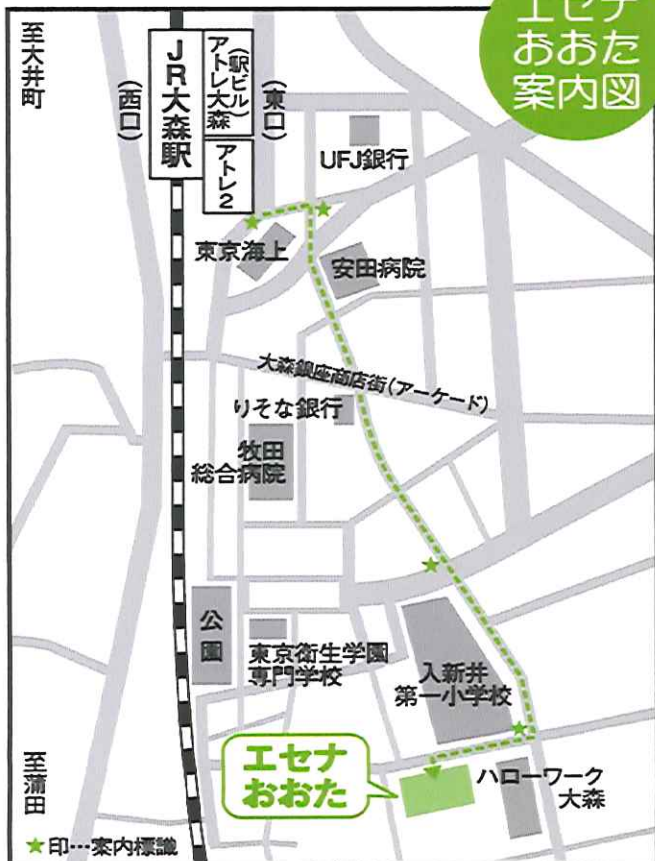 エセナ
おおた
案内図
至大井町
(西口)
JR大森駅
(駅ビル)
アトレ大森
アトレ2
(東口)
UFJ銀行
東京海上
安田病院
大森銀座商店街(アーケード)
りそな銀行
牧田
総合病院
公園
東京衛生学園
専門学校
入新井
第一小学校
エセナ
おおた
ハローワーク
大森
至蒲田
★印…案内標識